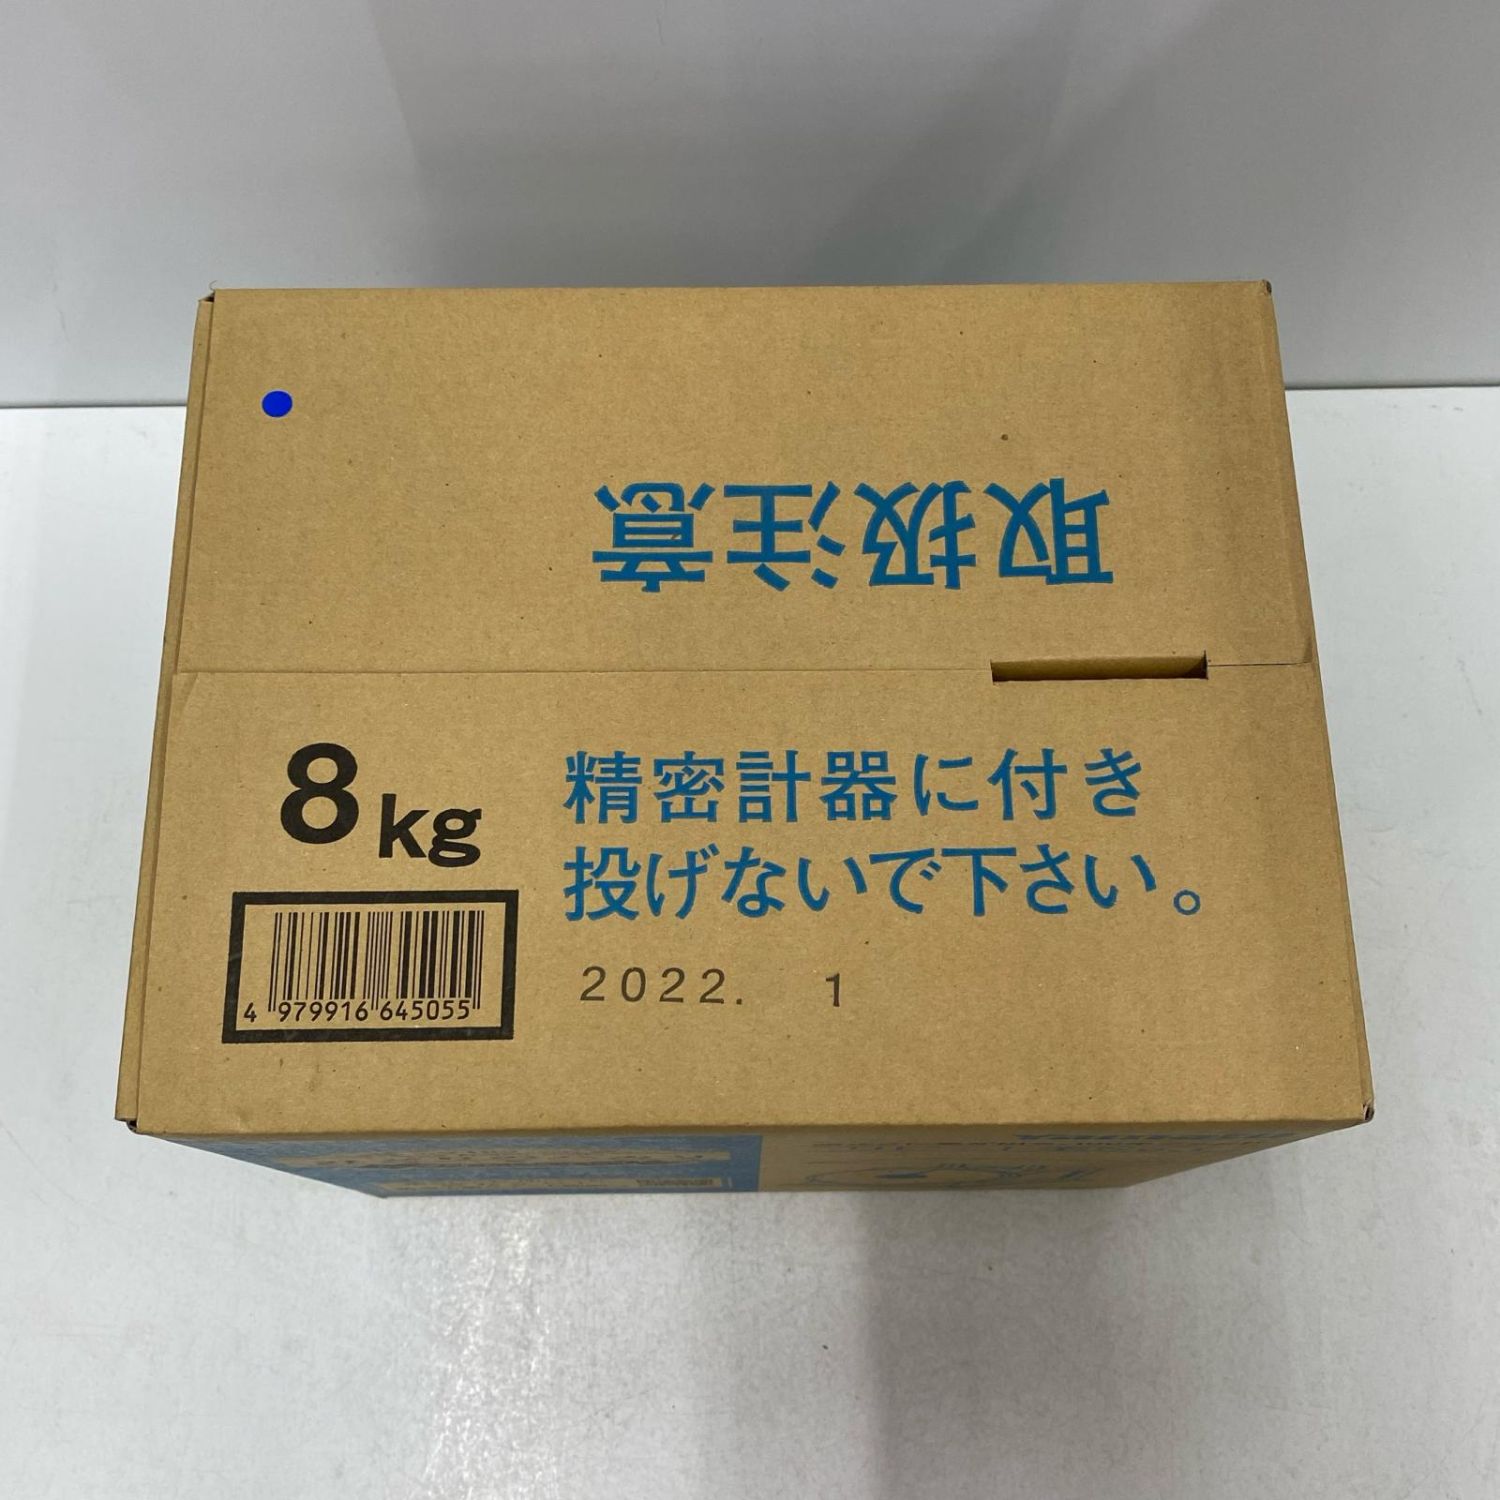 取扱注意
8kg
精密計器に付き
投げないで下さい。
2022. 1
4 979916 645055